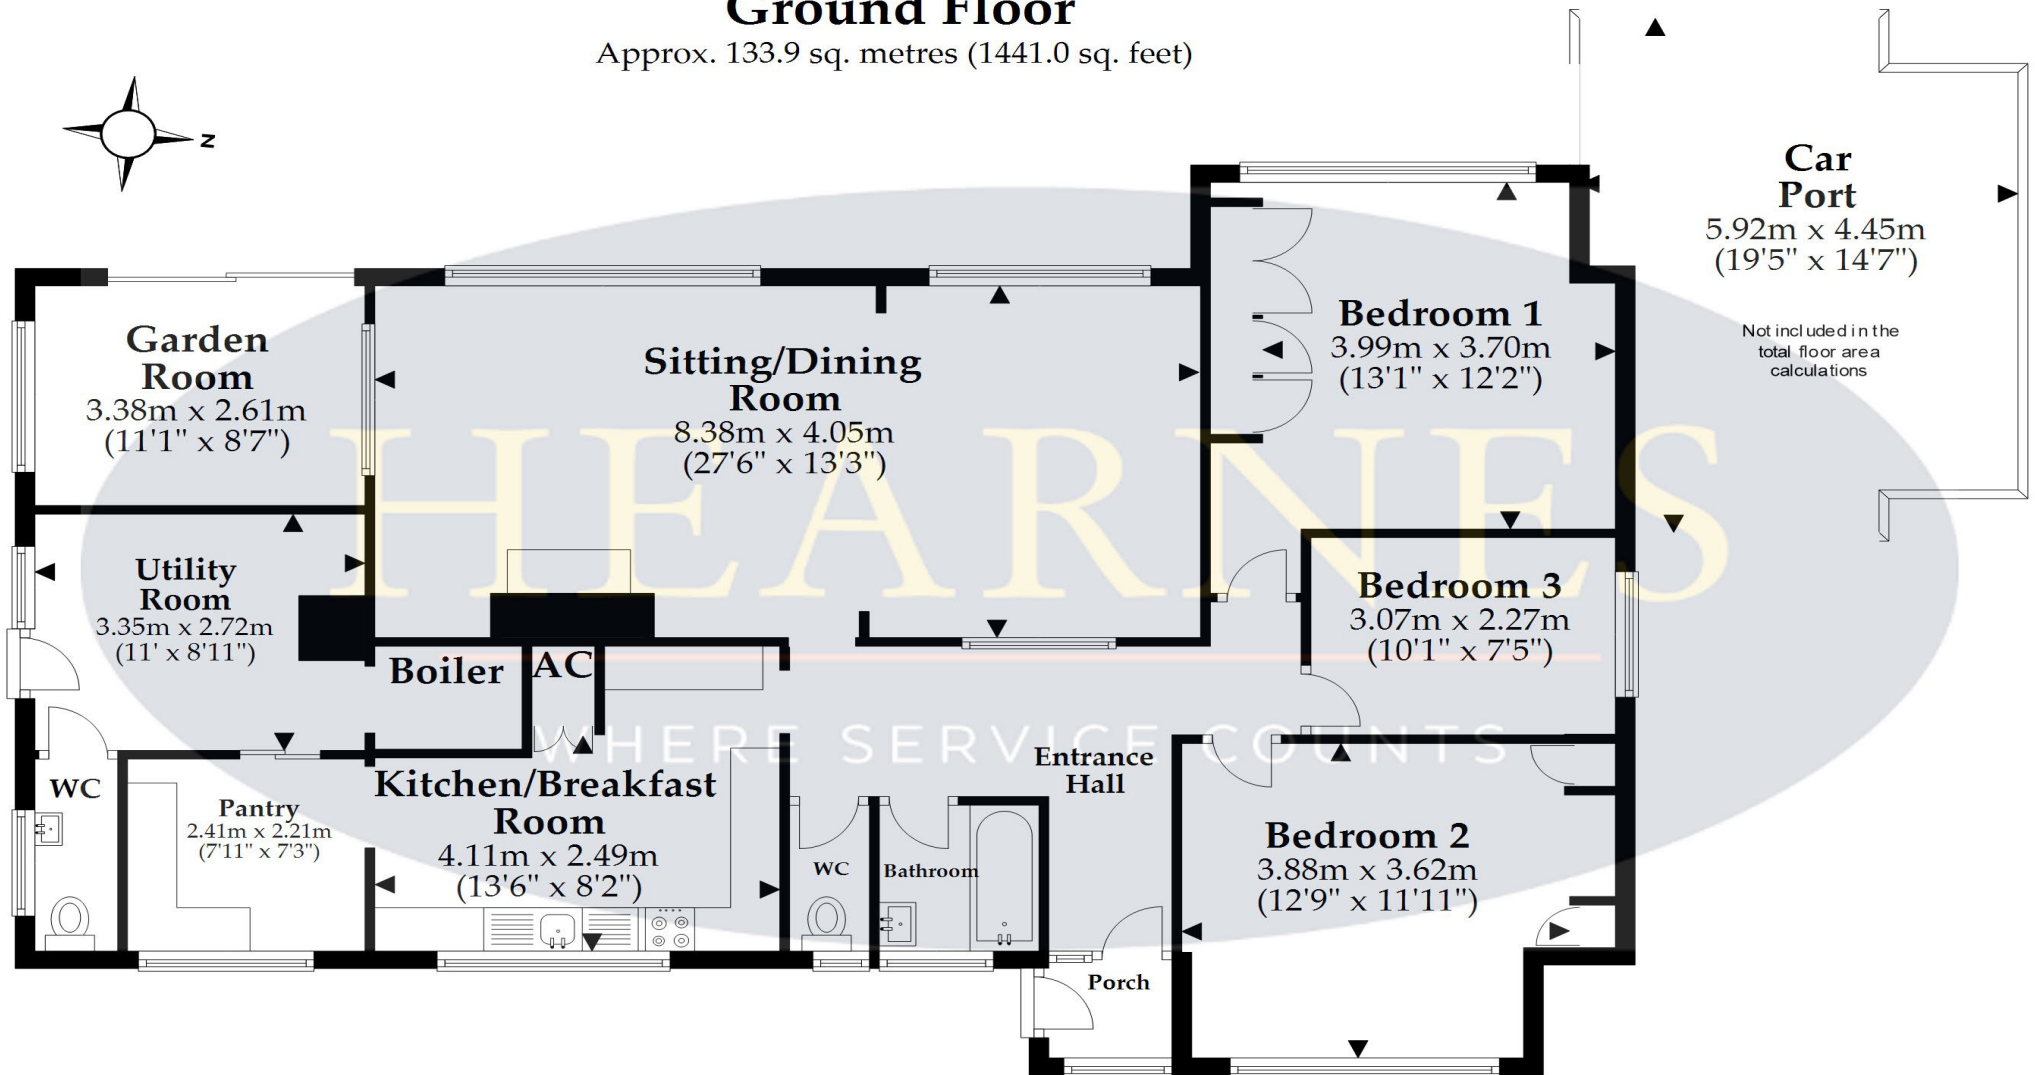 Ground Floor
Approx. 133.9 sq. metres (1441.0 sq. feet)
N
Car
Port
5.92m x 4.45m
(19'5" x 14'7")
Not included in the
total floor area
calculations
Garden
Room
3.38m x 2.61m
(11'1" x 8'7")
Sitting/Dining
Room
8.38m x 4.05m
(27'6" x 13'3")
Bedroom 1
3.99m x 3.70m
(13'1" x 12'2")
HEARNES
WHERE SERVICE COUNTS
Utility
Room
3.35m x 2.72m
(11' x 8'11")
Boiler
AC
Bedroom 3
3.07m x 2.27m
(10'1" x 7'5")
Entrance
Hall
WC
Pantry
2.41m x 2.21m
(7'11" x 7'3")
Kitchen/Breakfast
Room
4.11m x 2.49m
(13'6" x 8'2")
WC
Bathroom
Bedroom 2
3.88m x 3.62m
(12'9" x 11'11")
Porch